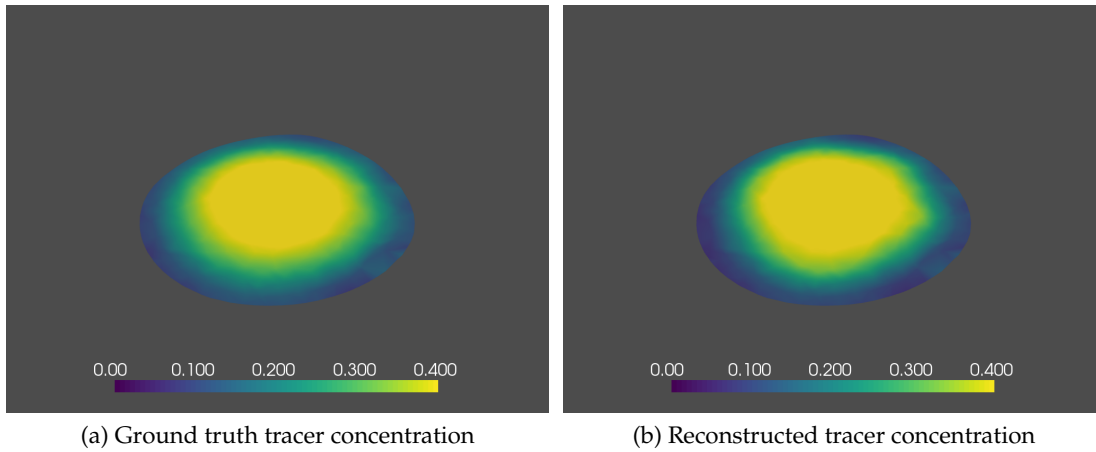 0.00 0.100 0.200 0.300 0.400
0.00 0.100 0.200 0.300 0.400
(a) Ground truth tracer concentration
(b) Reconstructed tracer concentration